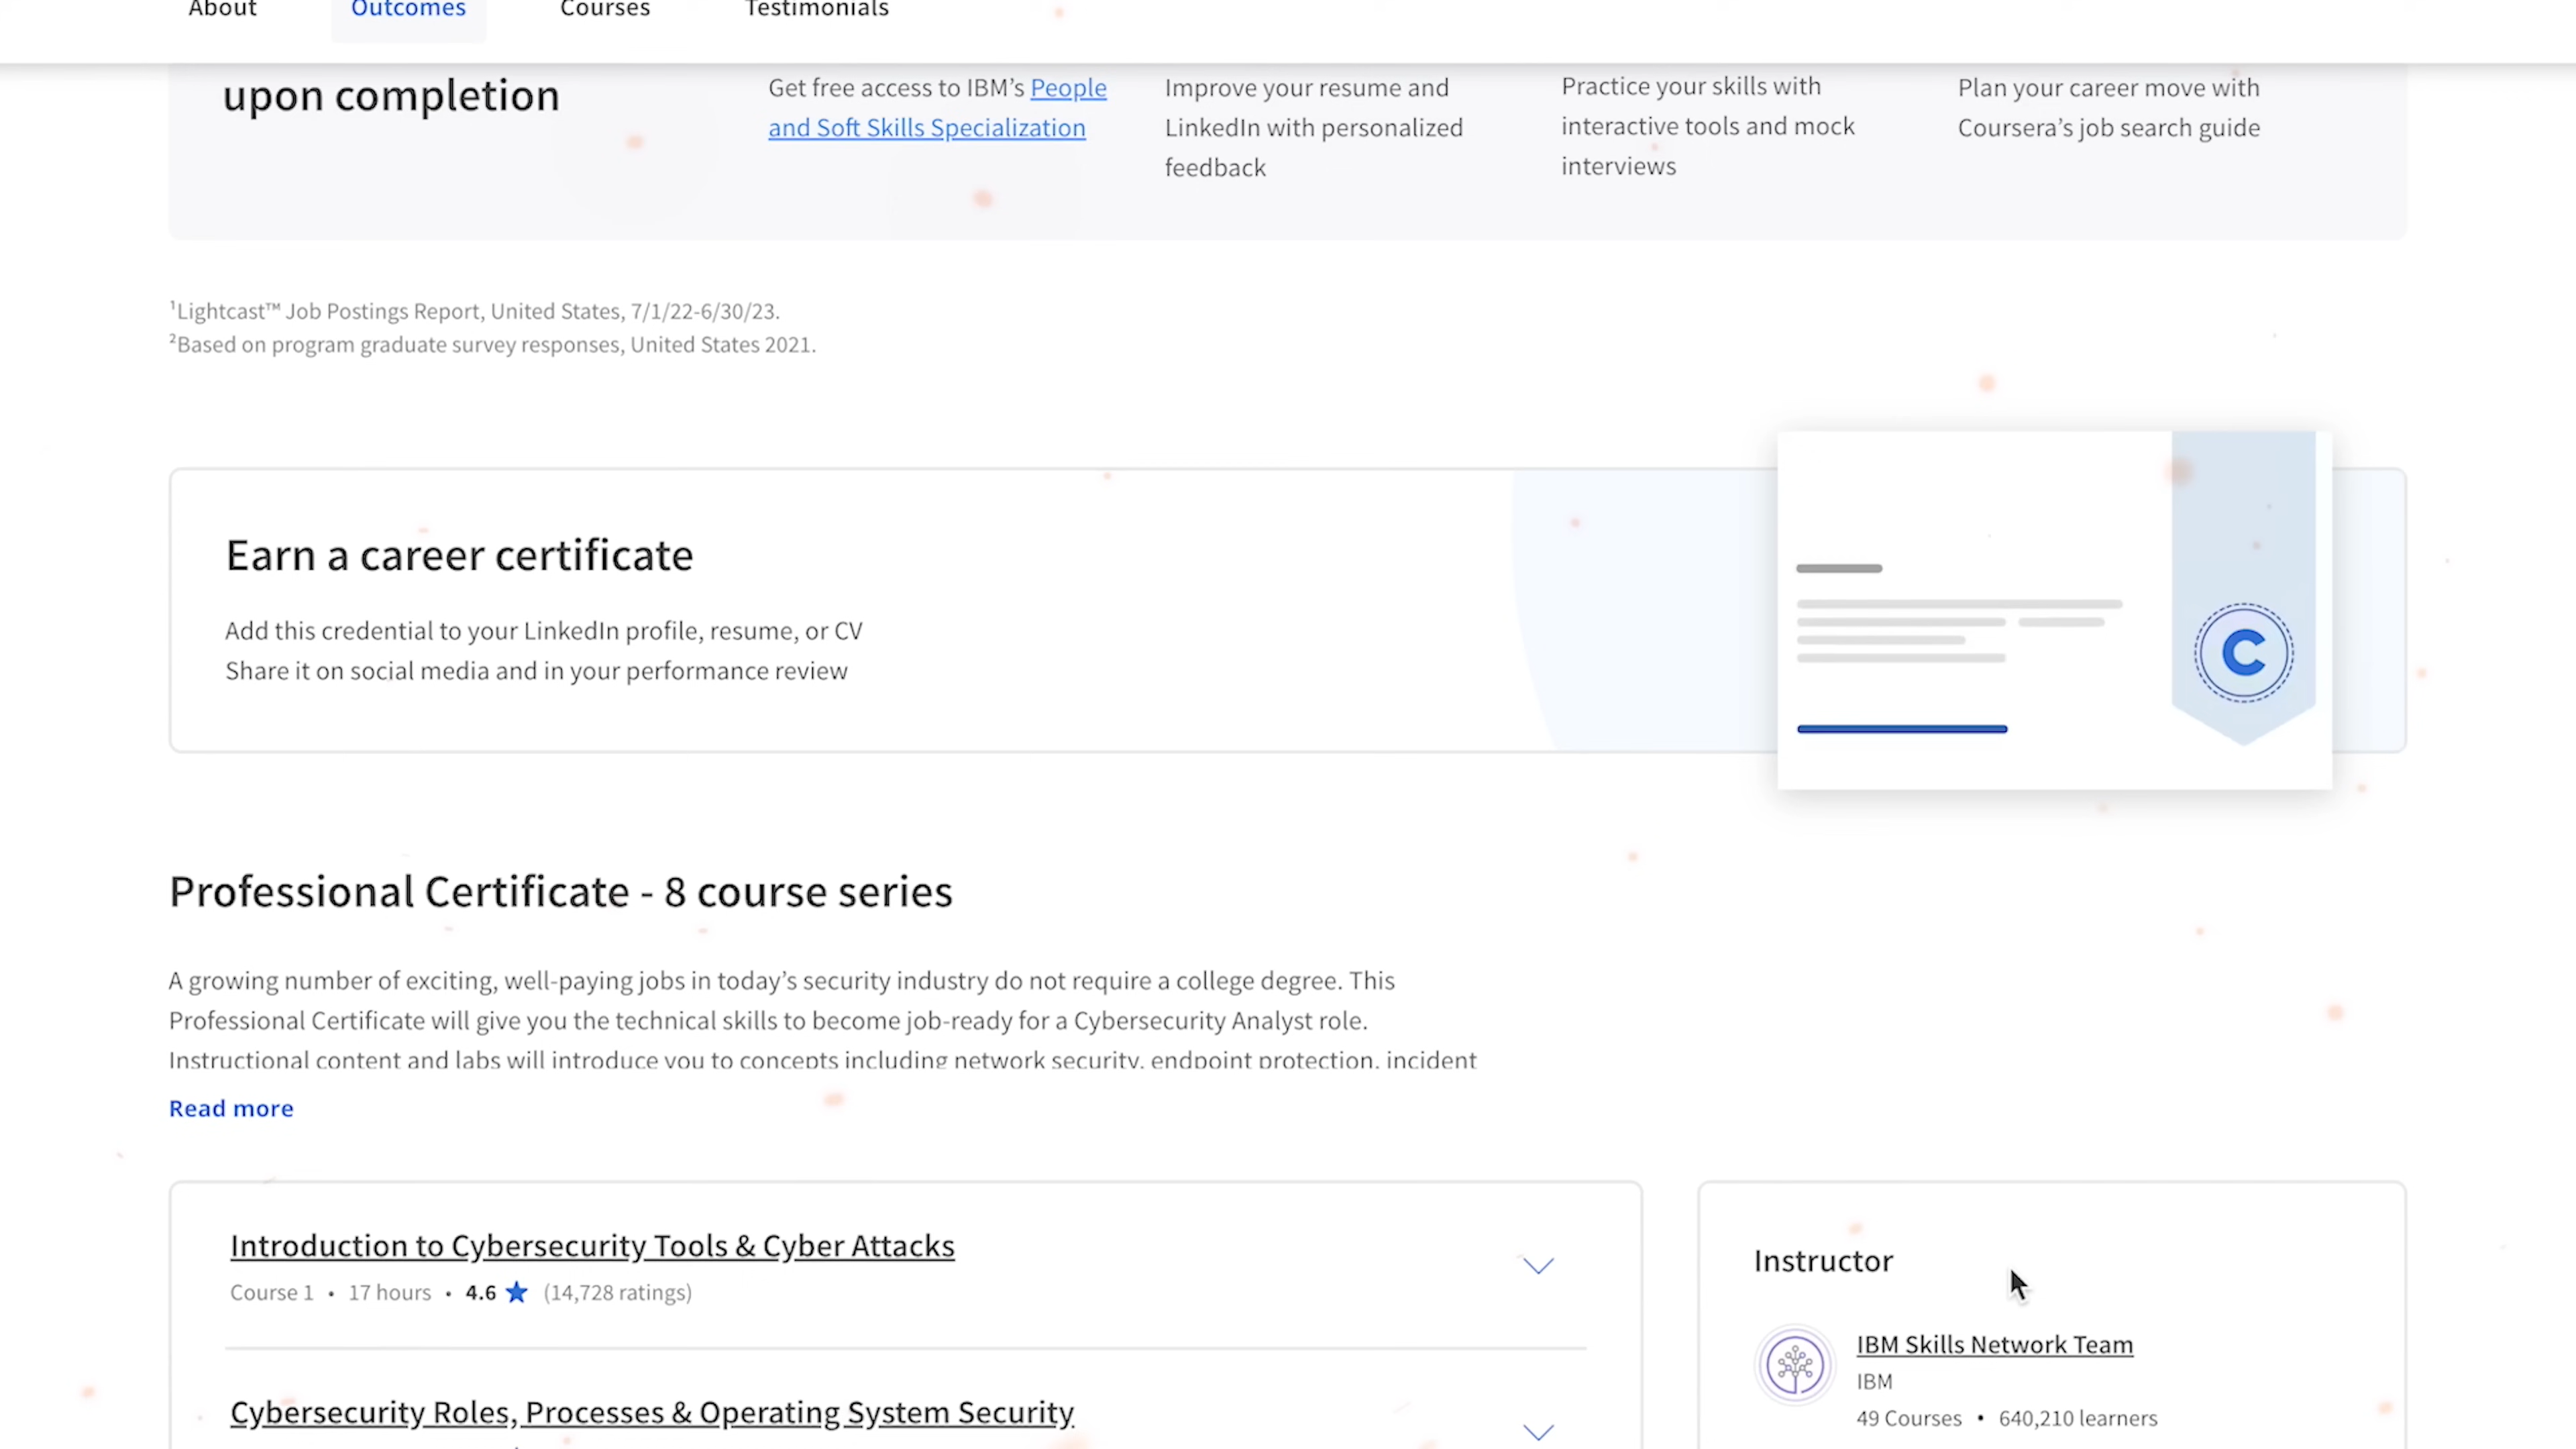 About
Outcomes
Courses
Testimonials
upon completion
Get free access to IBM’s People
and Soft Skills Specialization
Improve your resume and
LinkedIn with personalized
feedback
Practice your skills with
interactive tools and mock
interviews
Plan your career move with
Coursera’s job search guide
¹Lightcast™ Job Postings Report, United States, 7/1/22-6/30/23.
²Based on program graduate survey responses, United States 2021.
Earn a career certificate
Add this credential to your LinkedIn profile, resume, or CV
Share it on social media and in your performance review
C
Professional Certificate - 8 course series
A growing number of exciting, well-paying jobs in today’s security industry do not require a college degree. This
Professional Certificate will give you the technical skills to become job-ready for a Cybersecurity Analyst role.
Instructional content and labs will introduce you to concepts including network security, endpoint protection, incident
Read more
Introduction to Cybersecurity Tools & Cyber Attacks
Course 1 • 17 hours • 4.6 ★ (14,728 ratings)
Cybersecurity Roles, Processes & Operating System Security
Instructor
IBM Skills Network Team
IBM
49 Courses • 640,210 learners